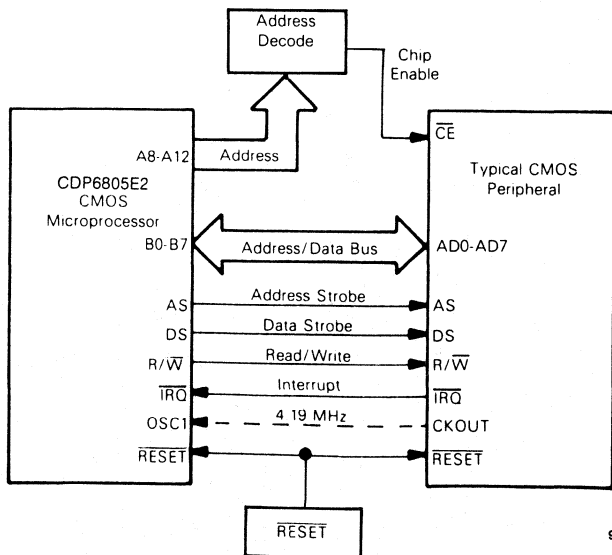 Address
Decode
Chip
Enable
A8-A12
Address
CE
CDP6805E2
CMOS
Microprocessor
Typical CMOS
Peripheral
B0-B7
Address/Data Bus
AD0-AD7
AS
Address Strobe
AS
DS
Data Strobe
DS
R/W
Read/Write
R/W
IRQ
Interrupt
IRQ
OSC1
4 19 MHz
CKOUT
RESET
RESET
RESET